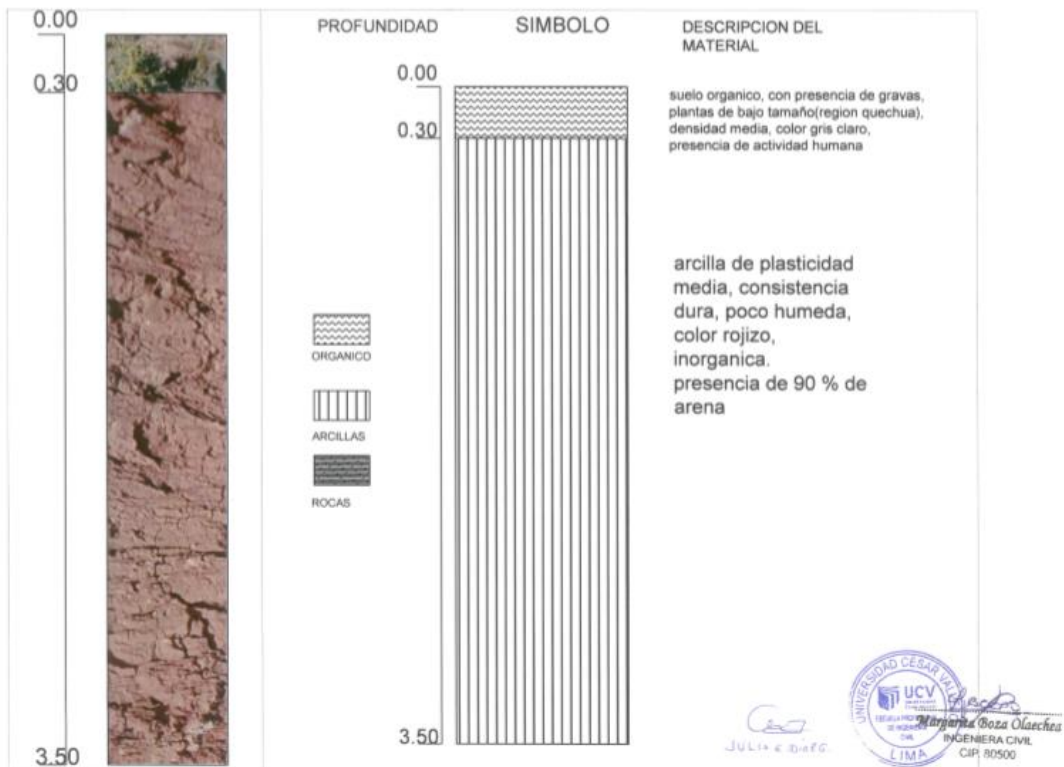 0.00
0.30
3.50
PROFUNDIDAD
SIMBOLO
DESCRIPCION DEL
MATERIAL
0.00
0.30
3.50
suelo organico, con presencia de gravas,
plantas de bajo tamaño(region quechua),
densidad media, color gris claro,
presencia de actividad humana
arcilla de plasticidad
media, consistencia
dura, poco humeda,
color rojizo,
inorganica.
presencia de 90 % de
arena
ORGANICO
ARCILLAS
ROCAS
UNIVERSIDAD CESAR
UCV
LIMA
Margarita Boza Olaechea
INGENIERA CIVIL
CIP. 80500